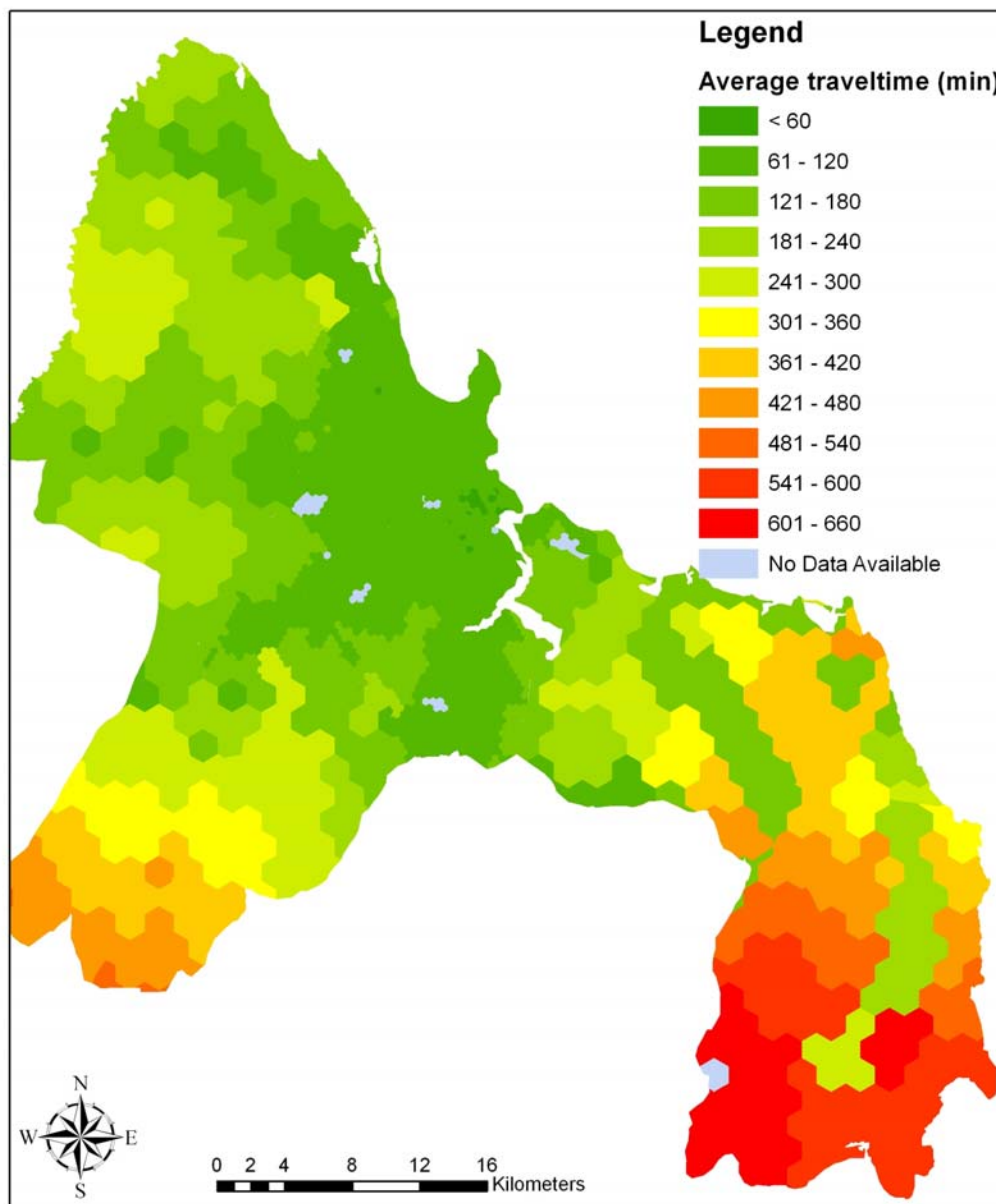 Legend
Average traveltime (min)
< 60
61 - 120
121 - 180
181 - 240
241 - 300
301 - 360
361 - 420
421 - 480
481 - 540
541 - 600
601 - 660
No Data Available
N
W E
S
0 2 4 8 12 16
Kilometers